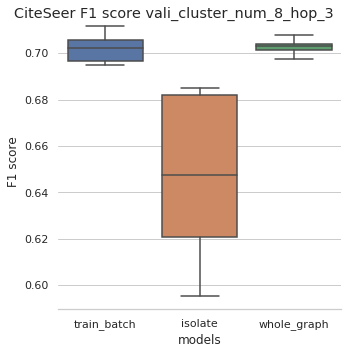 CiteSeer F1 score vali_cluster_num_8_hop_3
0.70
0.68
0.66
0.64
0.62
0.60
F1 score
train_batch isolate whole_graph
models